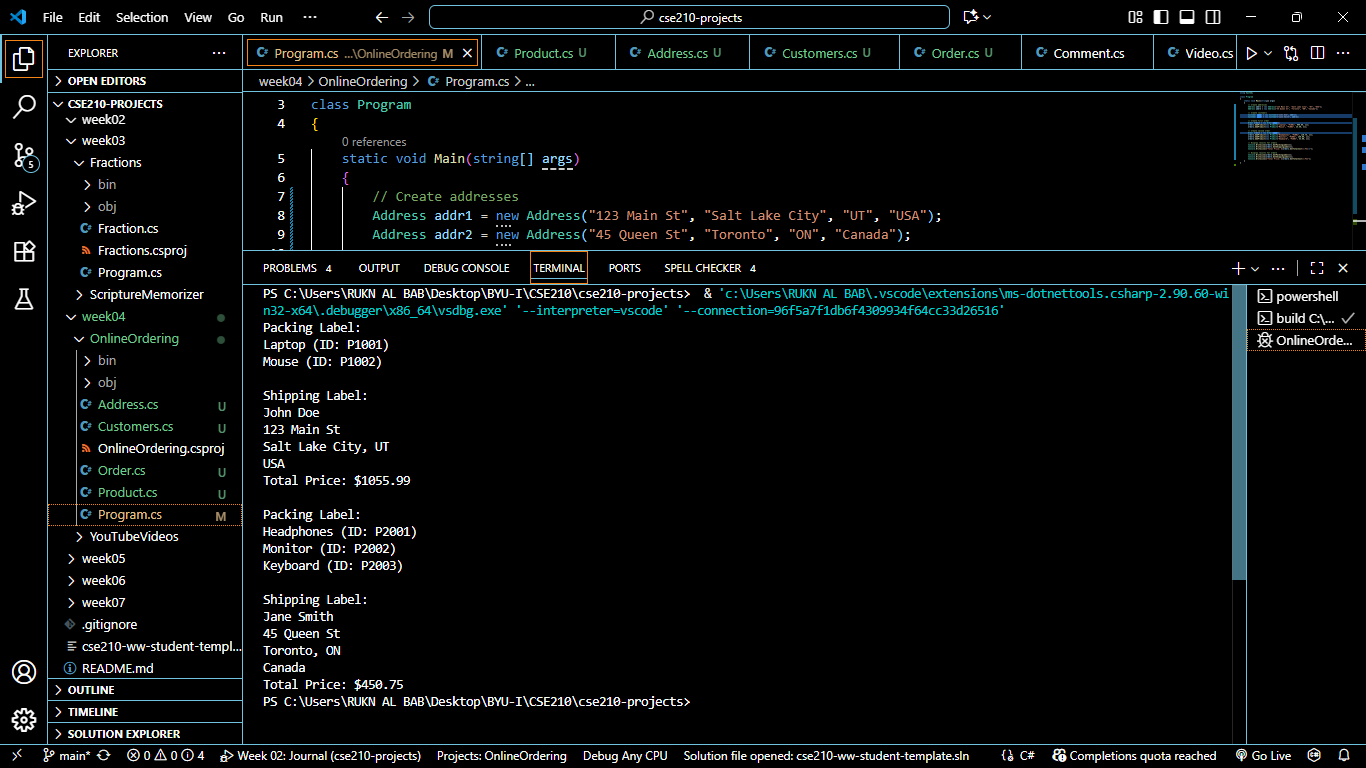 File Edit Selection View Go Run ··· cse210-projects
EXPLORER ···
OPEN EDITORS
CSE210-PROJECTS
week02
week03
Fractions
bin
obj
Fraction.cs
Fractions.csproj
Program.cs
ScriptureMemorizer
week04
OnlineOrdering
bin
obj
Address.cs U
Customers.cs U
OnlineOrdering.csproj
Order.cs U
Product.cs U
Program.cs M
YouTubeVideos
week05
week06
week07
.gitignore
cse210-ww-student-templ...
README.md
OUTLINE
TIMELINE
SOLUTION EXPLORER
5
Program.cs ...\OnlineOrdering M Product.cs U Address.cs U Customers.cs U Order.cs U Comment.cs Video.cs
week04 > OnlineOrdering > Program.cs > ...
3 class Program
4 {
0 references
5 static void Main(string[] args)
6 {
7 // Create addresses
8 Address addr1 = new Address("123 Main St", "Salt Lake City", "UT", "USA");
9 Address addr2 = new Address("45 Queen St", "Toronto", "ON", "Canada");
PROBLEMS 4 OUTPUT DEBUG CONSOLE TERMINAL PORTS SPELL CHECKER 4
PS C:\Users\RUKN AL BAB\Desktop\BYU-I\CSE210\cse210-projects> & 'c:\Users\RUKN AL BAB\.vscode\extensions\ms-dotnettools.csharp-2.90.60-wi
n32-x64\.debugger\x86_64\vsdbg.exe' '--interpreter=vscode' '--connection=96f5a7f1db6f4309934f64cc33d26516'
Packing Label:
Laptop (ID: P1001)
Mouse (ID: P1002)
Shipping Label:
John Doe
123 Main St
Salt Lake City, UT
USA
Total Price: $1055.99
Packing Label:
Headphones (ID: P2001)
Monitor (ID: P2002)
Keyboard (ID: P2003)
Shipping Label:
Jane Smith
45 Queen St
Toronto, ON
Canada
Total Price: $450.75
PS C:\Users\RUKN AL BAB\Desktop\BYU-I\CSE210\cse210-projects>
powershell
build C:\...
OnlineOrde...
main* 0 0 4 Week 02: Journal (cse210-projects) Projects: OnlineOrdering Debug Any CPU Solution file opened: cse210-ww-student-template.sln {} C# Completions quota reached Go Live